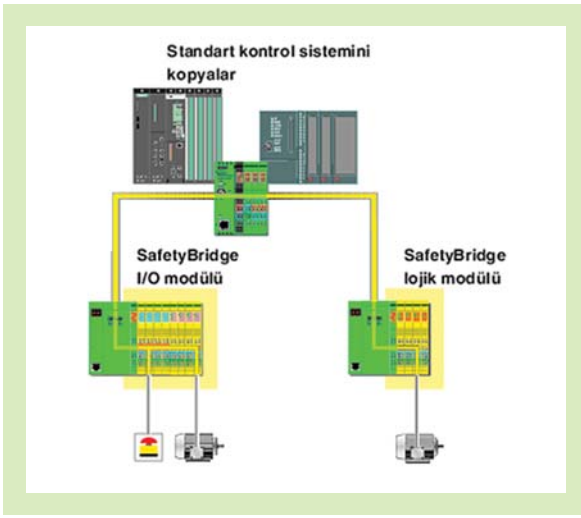 Standart kontrol sistemini
kopyalar
SafetyBridge
I/O modülü
SafetyBridge
lojik modülü